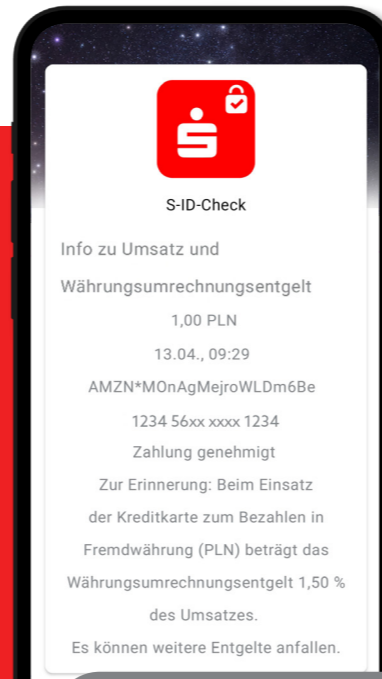 S-ID-Check
Info zu Umsatz und
Währungsumrechnungsentgelt
1,00 PLN
13.04., 09:29
AMZN*MOnAgMejroWLDm6Be
1234 56xx xxxx 1234
Zahlung genehmigt
Zur Erinnerung: Beim Einsatz
der Kreditkarte zum Bezahlen in
Fremdwährung (PLN) beträgt das
Währungsumrechnungsentgelt 1,50 %
des Umsatzes.
Es können weitere Entgelte anfallen.